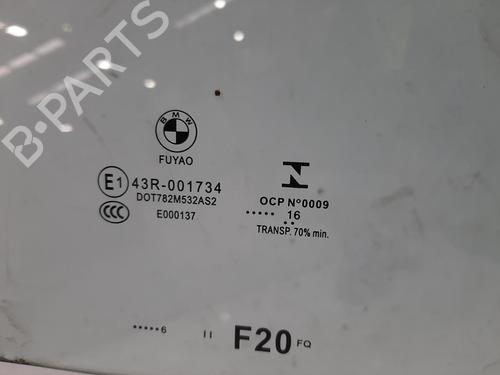 B-PARTS
BMW
FUYAO
E1 43R-001734
DOT782M532AS2
CCC E000137
N
OCP Nº0009
····· 16
··
TRANSP. 70% min.
·····6 II F20 FQ